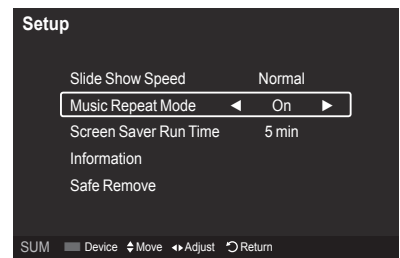 Setup
Slide Show Speed Normal
Music Repeat Mode ◀ On ▶
Screen Saver Run Time 5 min
Information
Safe Remove
SUM Device Move Adjust Return